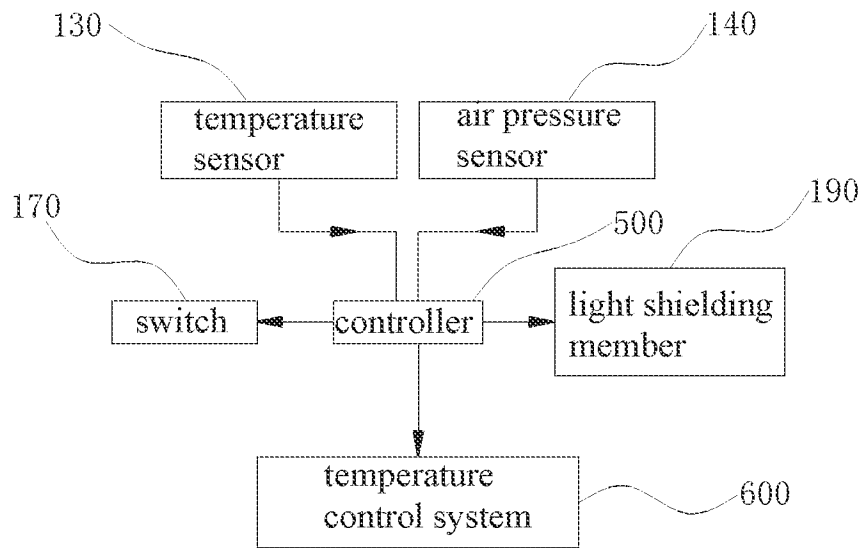 130
140
temperature
sensor
air pressure
sensor
170
500
190
switch
controller
light shielding
member
temperature
control system
600